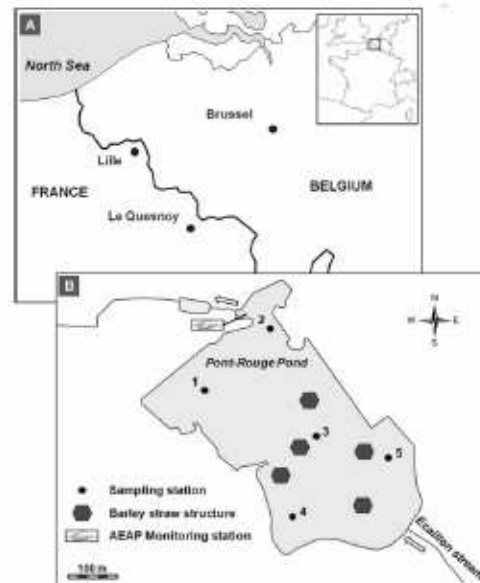 A
North Sea
Brussel
Lille
FRANCE
BELGIUM
Le Quesnoy
B
N
E
S
2
Pont-Rouge Pond
1
3
5
4
Sampling station
Barley straw structure
AEAP Monitoring station
100 m
Ecaillon stream